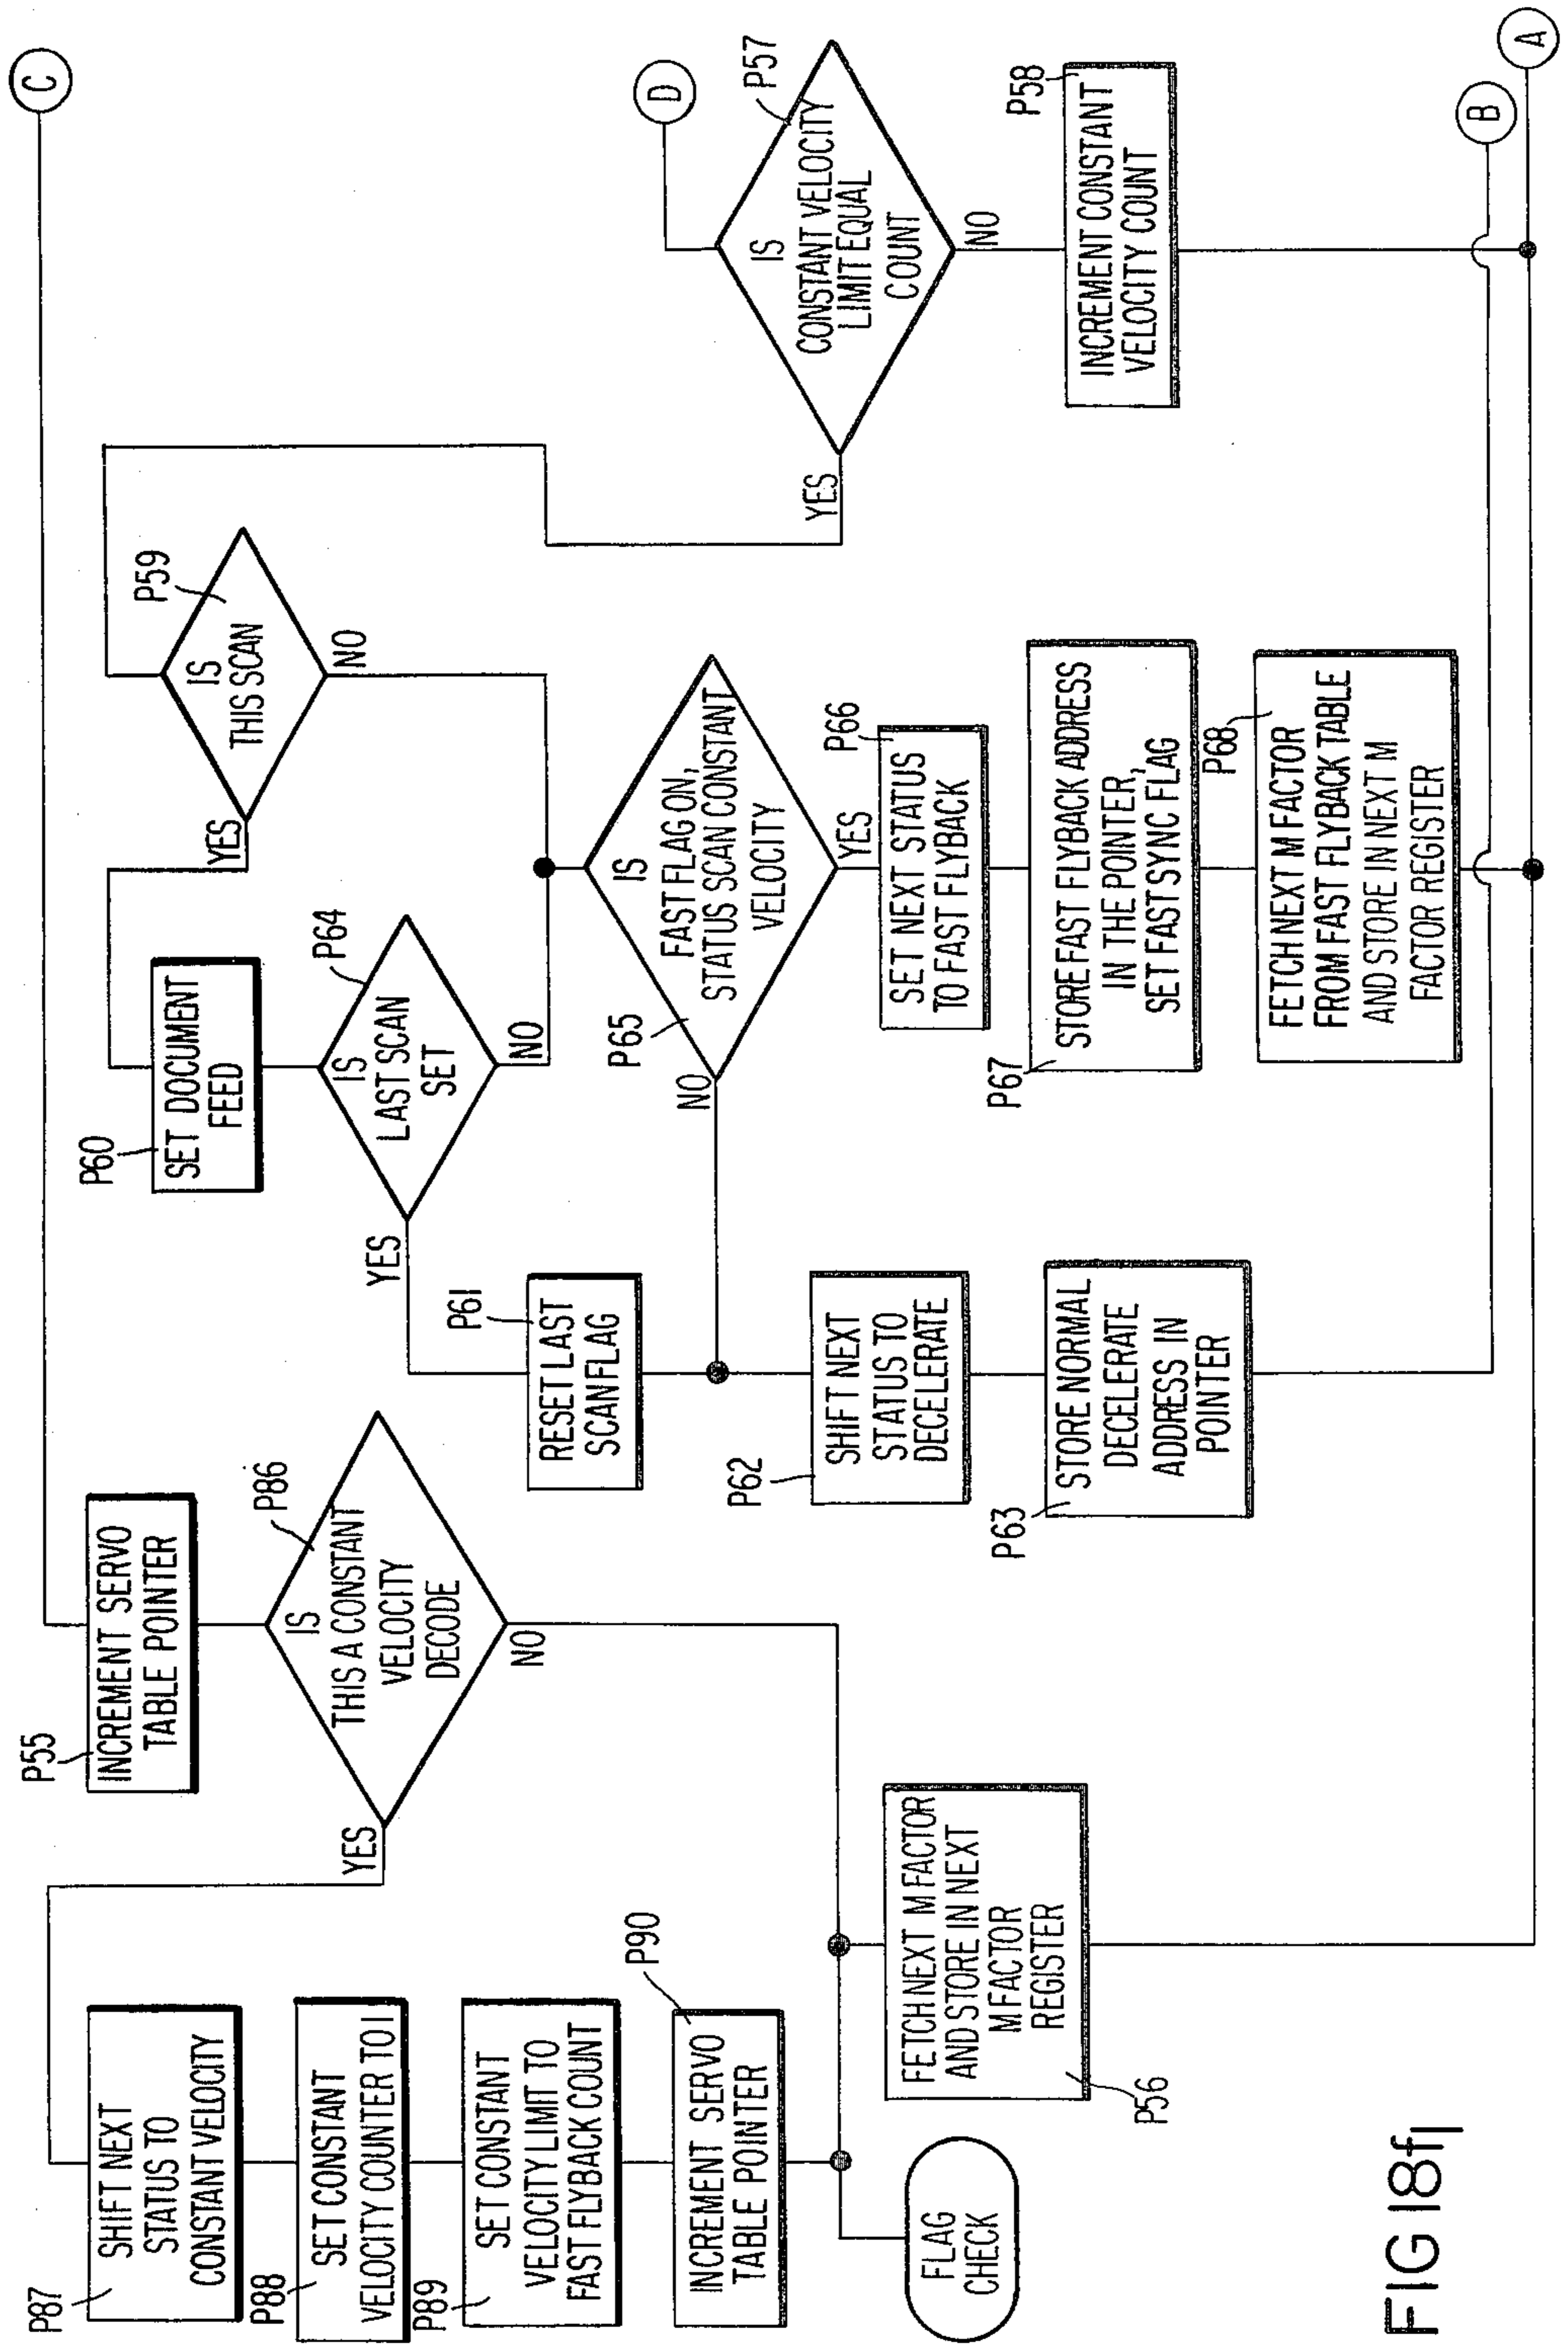 C
P55
INCREMENT SERVO
TABLE POINTER
P86
IS
THIS A CONSTANT
VELOCITY
DECODE
YES
NO
P87
SHIFT NEXT
STATUS TO
CONSTANT VELOCITY
P88
SET CONSTANT
VELOCITY COUNTER TO 1
P89
SET CONSTANT
VELOCITY LIMIT TO
FAST FLYBACK COUNT
P90
INCREMENT SERVO
TABLE POINTER
FLAG
CHECK
FETCH NEXT M FACTOR
AND STORE IN NEXT
M FACTOR
REGISTER
P56
P60
SET DOCUMENT
FEED
P59
IS
THIS SCAN
YES
NO
P64
IS
LAST SCAN
SET
YES
NO
P61
RESET LAST
SCAN FLAG
P65
IS
FAST FLAG ON,
STATUS SCAN CONSTANT
VELOCITY
NO
YES
P62
SHIFT NEXT
STATUS TO
DECELERATE
P63
STORE NORMAL
DECELERATE
ADDRESS IN
POINTER
P66
SET NEXT STATUS
TO FAST FLYBACK
P67
STORE FAST FLYBACK ADDRESS
IN THE POINTER,
SET FAST SYNC FLAG
P68
FETCH NEXT M FACTOR
FROM FAST FLYBACK TABLE
AND STORE IN NEXT M
FACTOR REGISTER
D
P57
IS
CONSTANT VELOCITY
LIMIT EQUAL
COUNT
YES
NO
P58
INCREMENT CONSTANT
VELOCITY COUNT
B
A
FIG 18f1